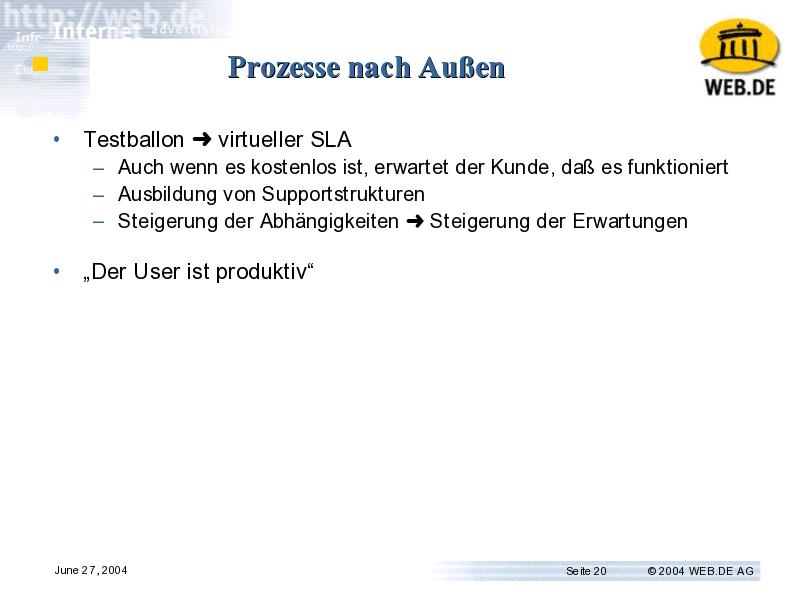 http://web.de
Internet advertising
Info
http://
Prozesse nach Außen
WEB.DE
• Testballon ➜ virtueller SLA
– Auch wenn es kostenlos ist, erwartet der Kunde, daß es funktioniert
– Ausbildung von Supportstrukturen
– Steigerung der Abhängigkeiten ➜ Steigerung der Erwartungen
• „Der User ist produktiv“
June 27, 2004
Seite 20
© 2004 WEB.DE AG